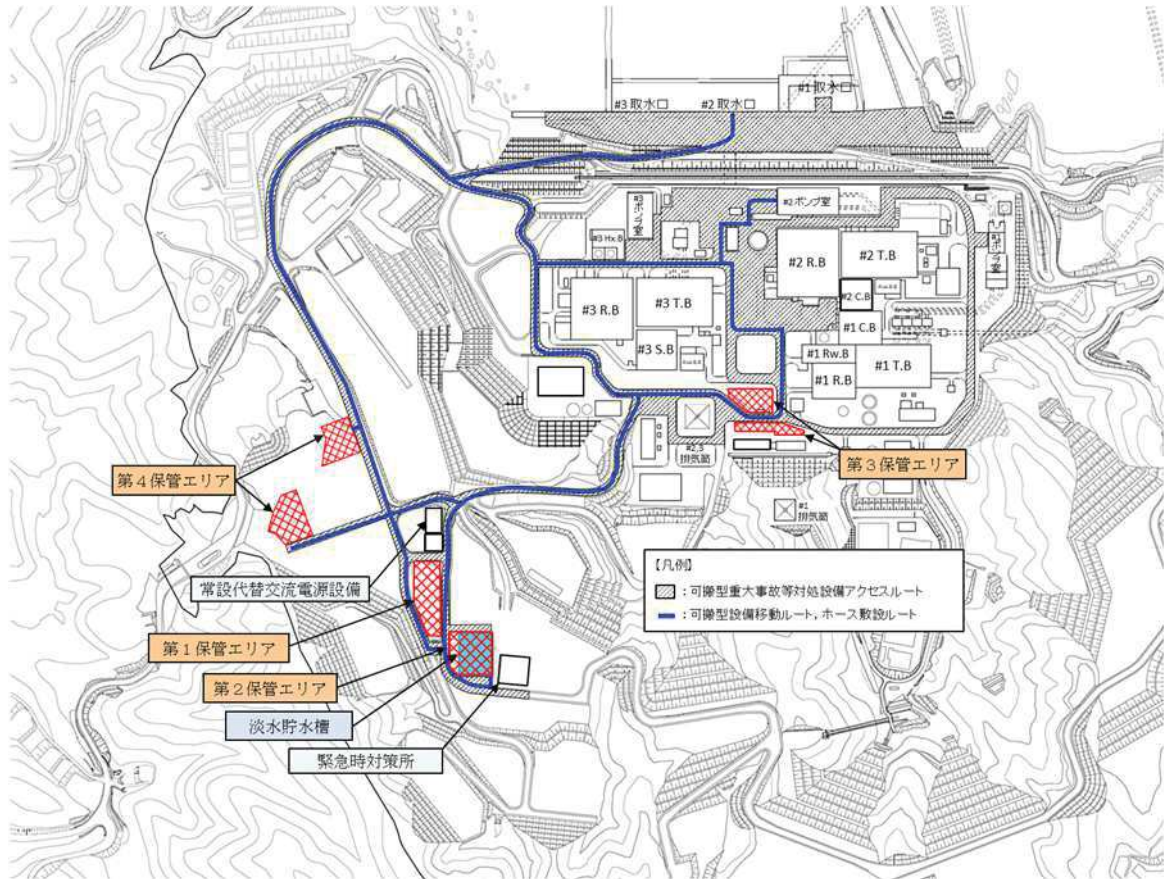 #1 取水口
#3 取水口
#2 取水口
#3
ポンプ室
#2 ポンプ室
#3 Hx.B
#2 R.B
#2 T.B
#2 C.B
#1 C.B
#3 R.B
#3 T.B
#3 S.B
#1 Rw.B
#1 R.B
#1 T.B
#2,3
排気筒
第3保管エリア
#1
排気筒
第4保管エリア
常設代替交流電源設備
【凡例】
：可搬型重大事故等対処設備アクセスルート
：可搬型設備移動ルート，ホース敷設ルート
第1保管エリア
第2保管エリア
淡水貯水槽
緊急時対策所